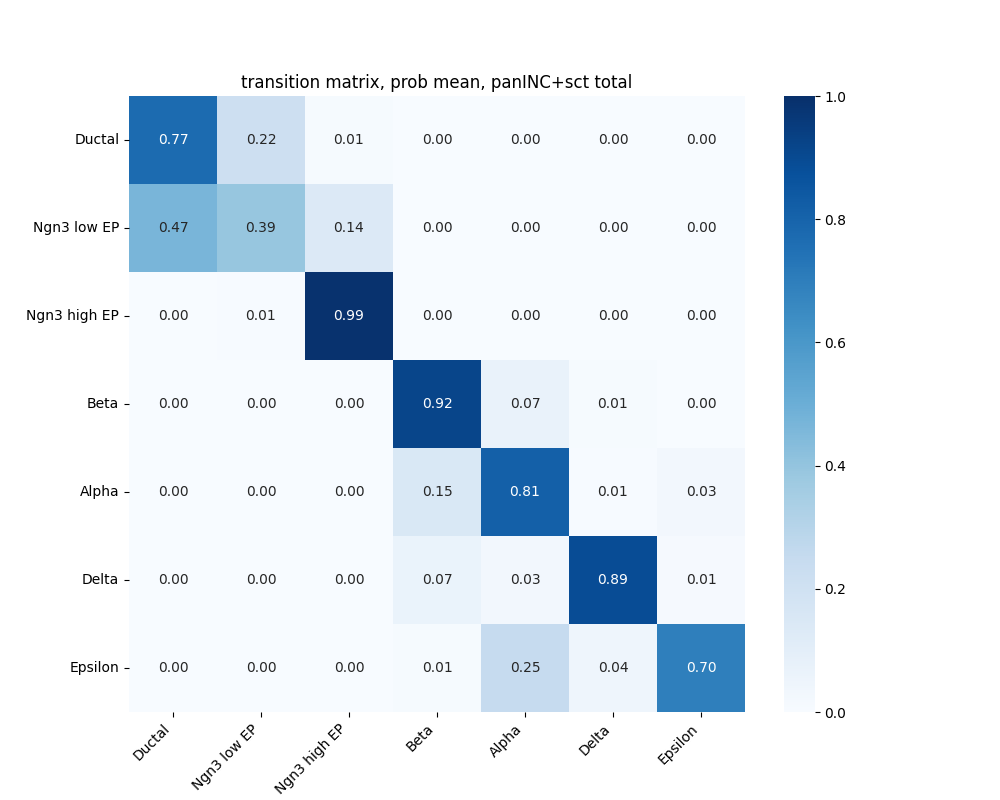 transition matrix, prob mean, panINC+sct total
Ductal 0.77 0.22 0.01 0.00 0.00 0.00 0.00
Ngn3 low EP 0.47 0.39 0.14 0.00 0.00 0.00 0.00
Ngn3 high EP 0.00 0.01 0.99 0.00 0.00 0.00 0.00
Beta 0.00 0.00 0.00 0.92 0.07 0.01 0.00
Alpha 0.00 0.00 0.00 0.15 0.81 0.01 0.03
Delta 0.00 0.00 0.00 0.07 0.03 0.89 0.01
Epsilon 0.00 0.00 0.00 0.01 0.25 0.04 0.70
Ductal Ngn3 low EP Ngn3 high EP Beta Alpha Delta Epsilon
1.0
0.8
0.6
0.4
0.2
0.0